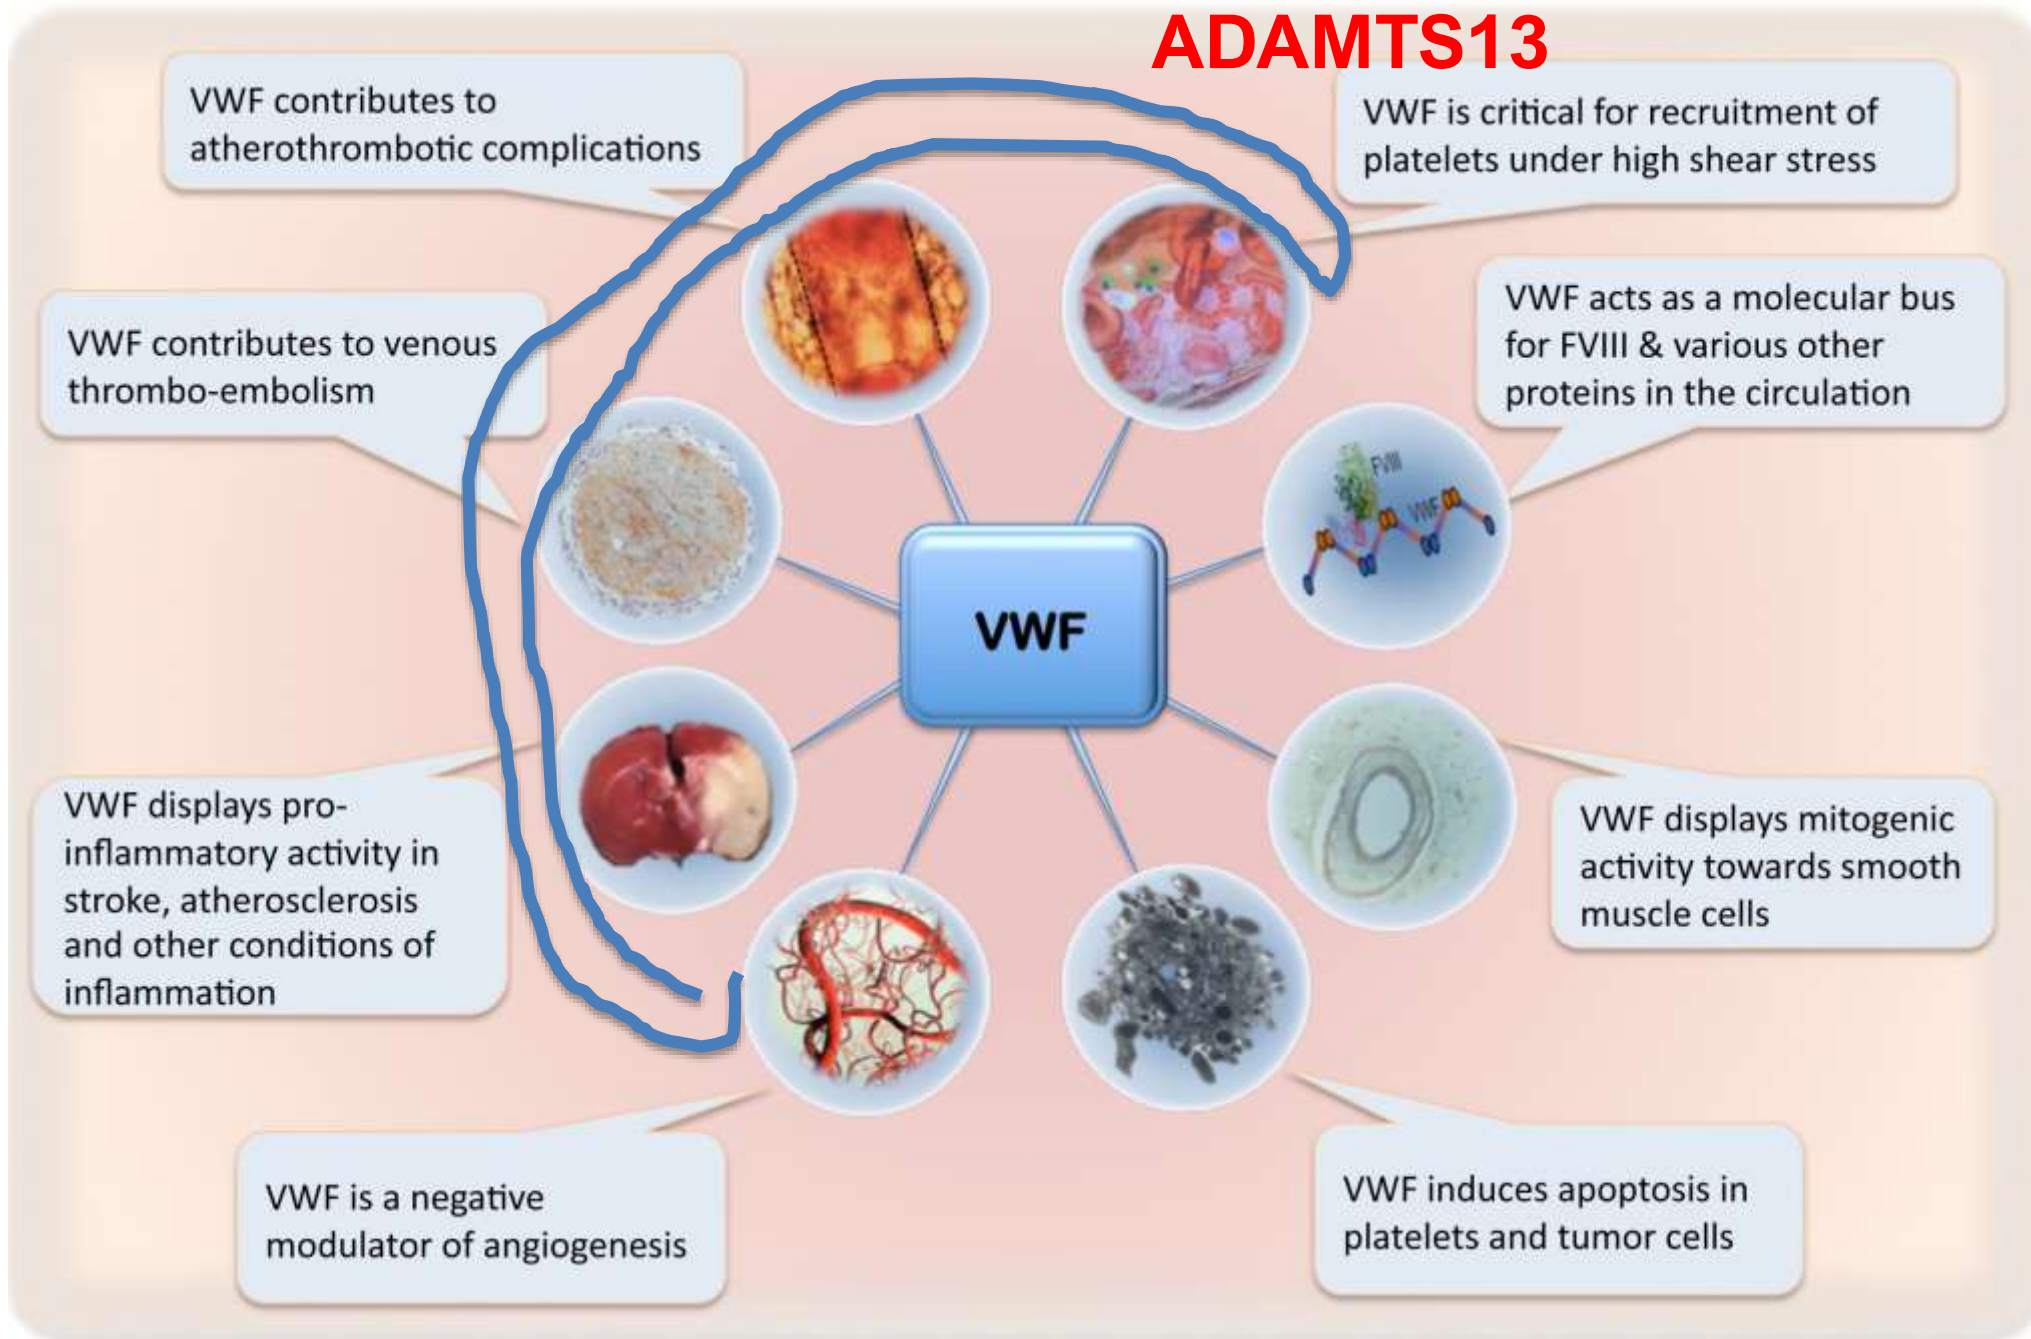 ADAMTS13
VWF contributes to
atherothrombotic complications
VWF is critical for recruitment of
platelets under high shear stress
VWF contributes to venous
thrombo-embolism
VWF acts as a molecular bus
for FVIII & various other
proteins in the circulation
FVIII
VWF
VWF
VWF displays pro-
inflammatory activity in
stroke, atherosclerosis
and other conditions of
inflammation
VWF displays mitogenic
activity towards smooth
muscle cells
VWF is a negative
modulator of angiogenesis
VWF induces apoptosis in
platelets and tumor cells